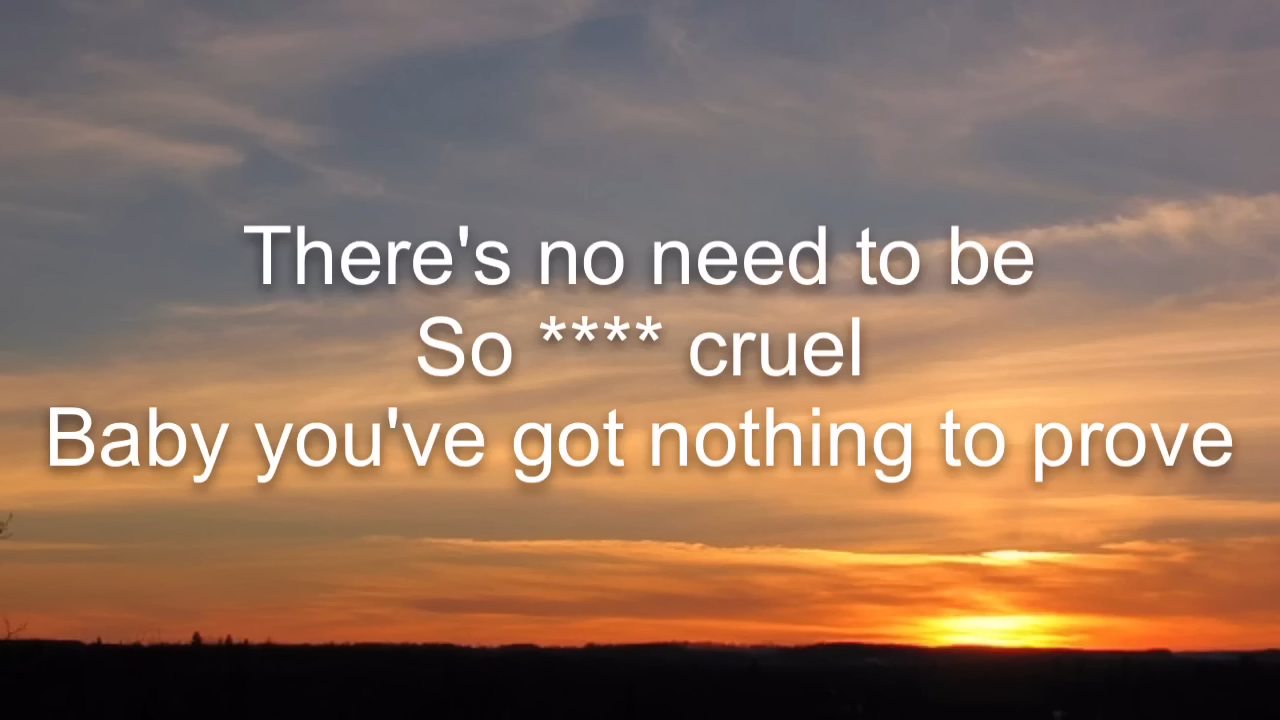 There's no need to be
So **** cruel
Baby you've got nothing to prove